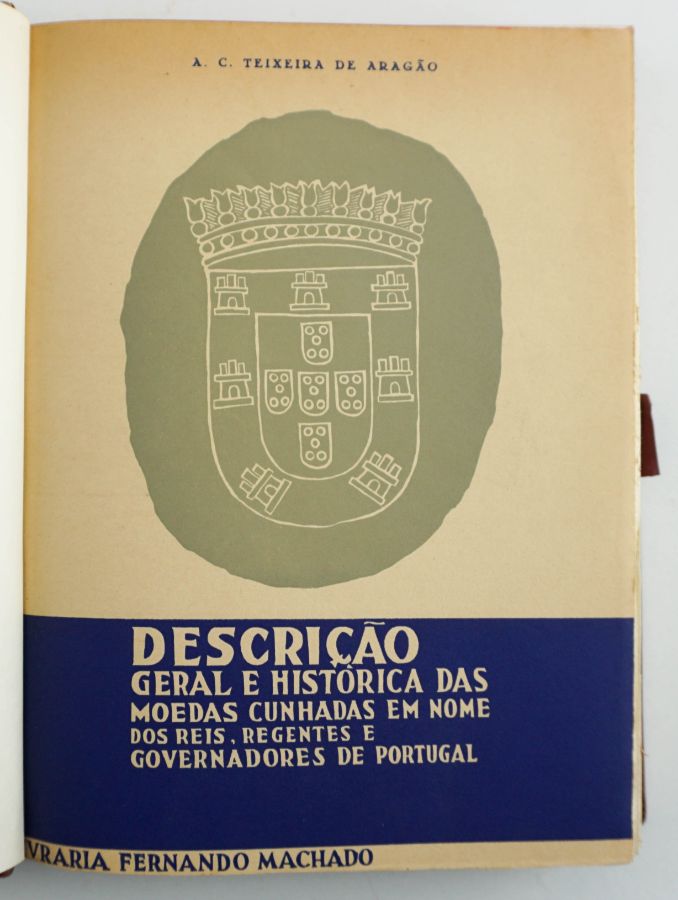 A. C. TEIXEIRA DE ARAGÃO
DESCRIÇÃO
GERAL E HISTÓRICA DAS
MOEDAS CUNHADAS EM NOME
DOS REIS, REGENTES E
GOVERNADORES DE PORTUGAL
VRARIA FERNANDO MACHADO